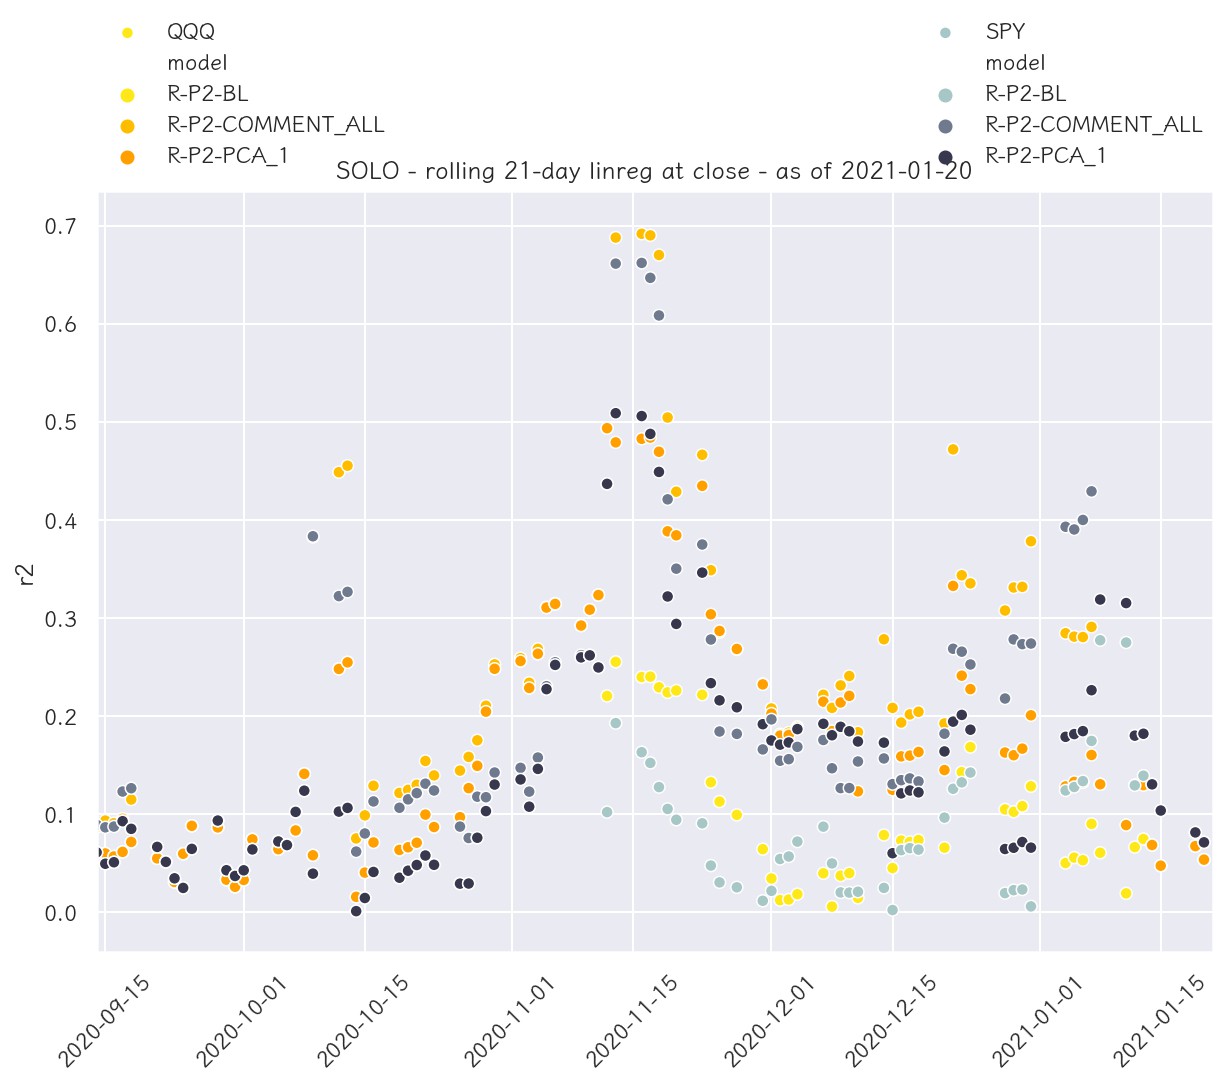 QQQ
model
R-P2-BL
R-P2-COMMENT_ALL
R-P2-PCA_1
SPY
model
R-P2-BL
R-P2-COMMENT_ALL
R-P2-PCA_1
SOLO - rolling 21-day linreg at close - as of 2021-01-20
r2
0.7
0.6
0.5
0.4
0.3
0.2
0.1
0.0
2020-09-15
2020-10-01
2020-10-15
2020-11-01
2020-11-15
2020-12-01
2020-12-15
2021-01-01
2021-01-15